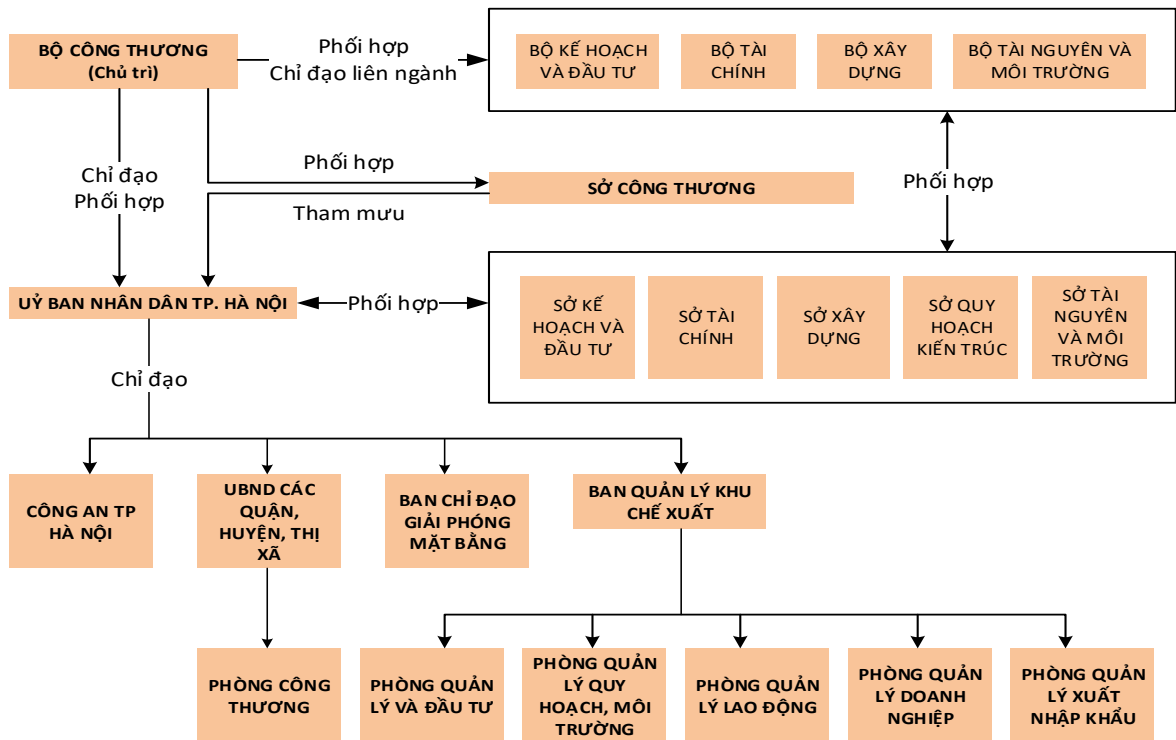 BỘ CÔNG THƯƠNG
(Chủ trì)
Phối hợp
Chỉ đạo liên ngành
BỘ KẾ HOẠCH
VÀ ĐẦU TƯ
BỘ TÀI
CHÍNH
BỘ XÂY
DỰNG
BỘ TÀI NGUYÊN VÀ
MÔI TRƯỜNG
Chỉ đạo
Phối hợp
Phối hợp
Tham mưu
SỞ CÔNG THƯƠNG
Phối hợp
UỶ BAN NHÂN DÂN TP. HÀ NỘI
Phối hợp
SỞ KẾ
HOẠCH VÀ
ĐẦU TƯ
SỞ TÀI
CHÍNH
SỞ XÂY
DỰNG
SỞ QUY
HOẠCH
KIẾN TRÚC
SỞ TÀI
NGUYÊN
VÀ MÔI
TRƯỜNG
Chỉ đạo
CÔNG AN TP
HÀ NỘI
UBND CÁC
QUẬN,
HUYỆN, THỊ
XÃ
BAN CHỈ ĐẠO
GIẢI PHÓNG
MẶT BẰNG
BAN QUẢN LÝ KHU
CHẾ XUẤT
PHÒNG CÔNG
THƯƠNG
PHÒNG QUẢN
LÝ VÀ ĐẦU TƯ
PHÒNG QUẢN
LÝ QUY
HOẠCH, MÔI
TRƯỜNG
PHÒNG QUẢN
LÝ LAO ĐỘNG
PHÒNG QUẢN
LÝ DOANH
NGHIỆP
PHÒNG QUẢN
LÝ XUẤT
NHẬP KHẨU